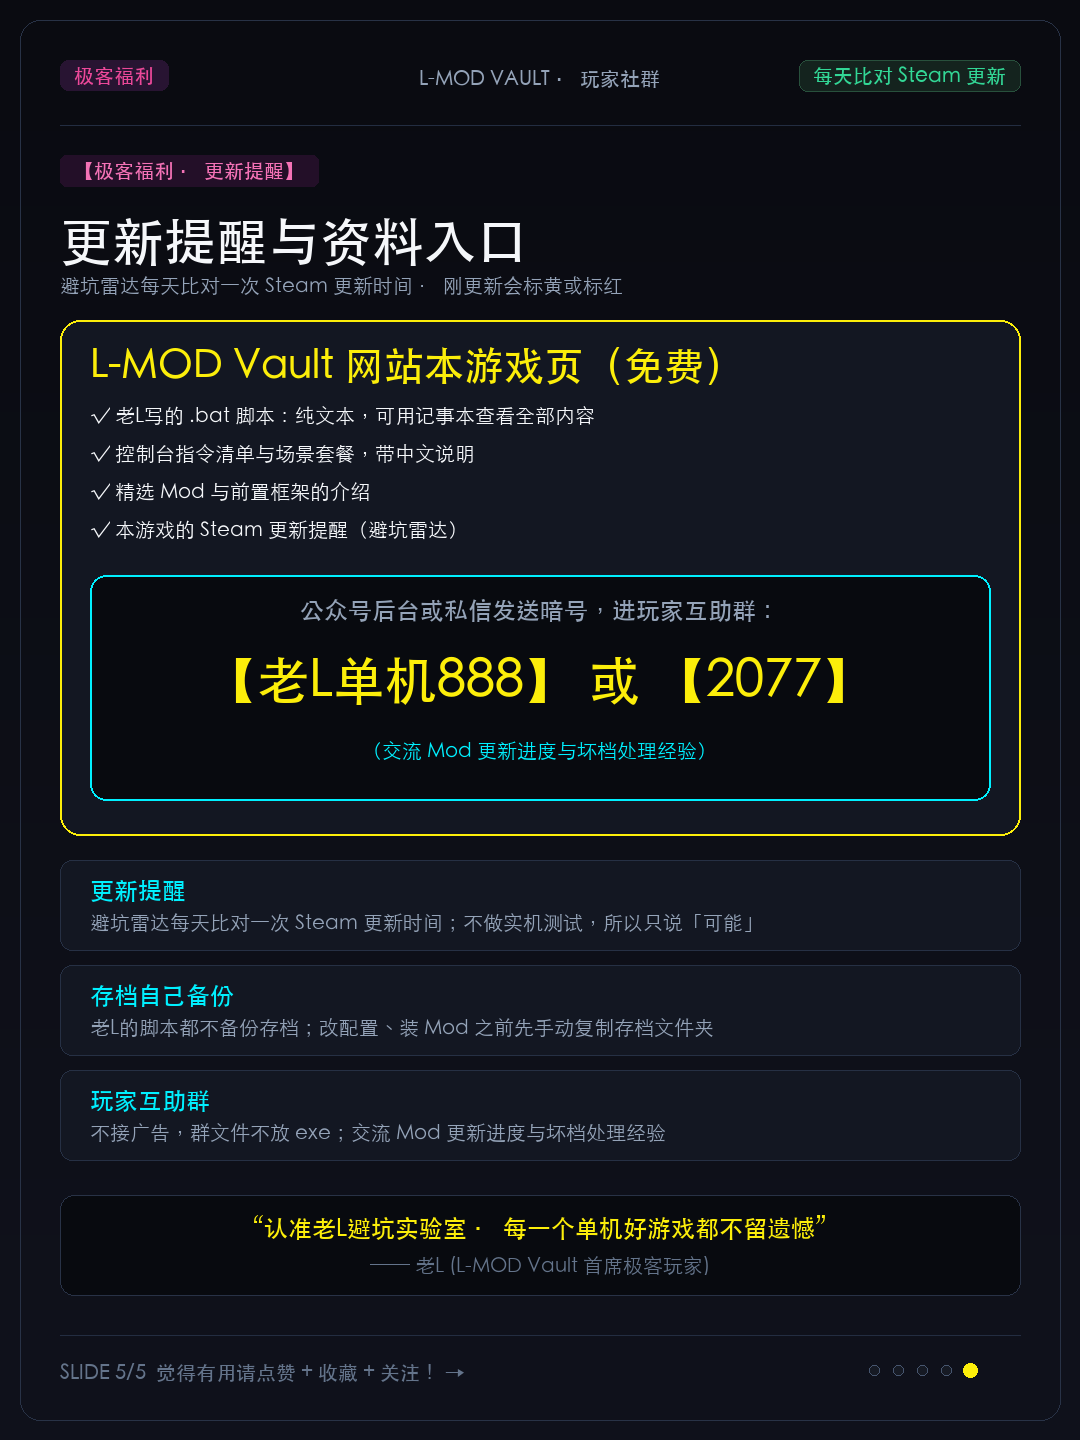 极客福利
L-MOD VAULT · 玩家社群
每天比对 Steam 更新
【极客福利 · 更新提醒】
更新提醒与资料入口
避坑雷达每天比对一次 Steam 更新时间 · 刚更新会标黄或标红
L-MOD Vault 网站本游戏页（免费）
✓ 老L写的 .bat 脚本：纯文本，可用记事本查看全部内容
✓ 控制台指令清单与场景套餐，带中文说明
✓ 精选 Mod 与前置框架的介绍
✓ 本游戏的 Steam 更新提醒（避坑雷达）
公众号后台或私信发送暗号，进玩家互助群：
【老L单机888】 或 【2077】
（交流 Mod 更新进度与坏档处理经验）
更新提醒
避坑雷达每天比对一次 Steam 更新时间；不做实机测试，所以只说「可能」
存档自己备份
老L的脚本都不备份存档；改配置、装 Mod 之前先手动复制存档文件夹
玩家互助群
不接广告，群文件不放 exe；交流 Mod 更新进度与坏档处理经验
“认准老L避坑实验室 · 每一个单机好游戏都不留遗憾”
—— 老L (L-MOD Vault 首席极客玩家)
SLIDE 5/5 觉得有用请点赞 + 收藏 + 关注！ →